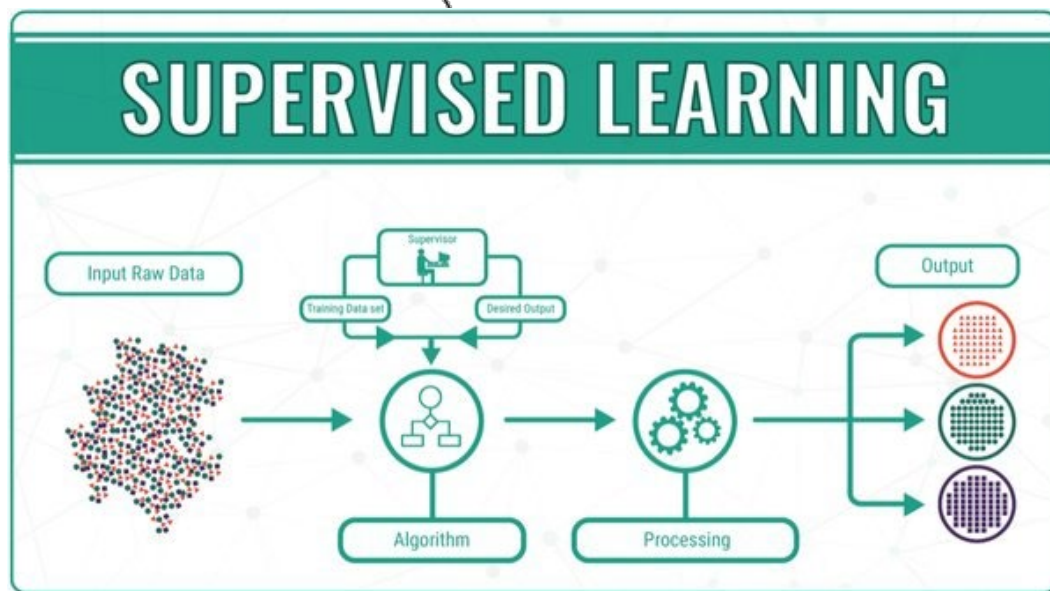 SUPERVISED LEARNING
Input Raw Data
Supervisor
Training Data set
Desired Output
Algorithm
Processing
Output